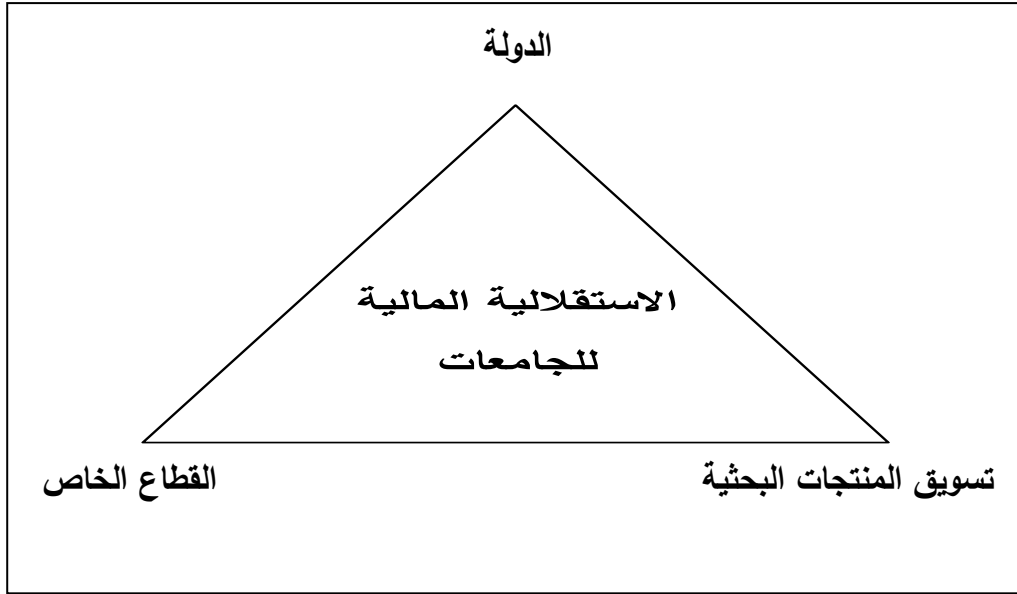 الدولة
الاستقلالية المالية
للجامعات
تسويق المنتجات البحثية
القطاع الخاص